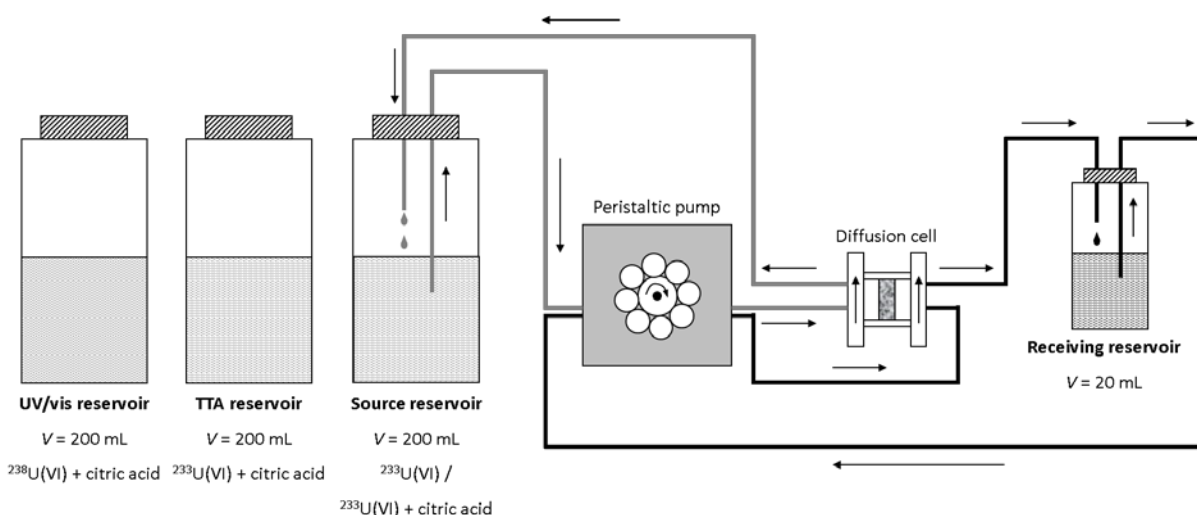 Peristaltic pump
Diffusion cell
UV/vis reservoir
V = 200 mL
²³⁸U(VI) + citric acid
TTA reservoir
V = 200 mL
²³³U(VI) + citric acid
Source reservoir
V = 200 mL
²³³U(VI) /
²³³U(VI) + citric acid
Receiving reservoir
V = 20 mL